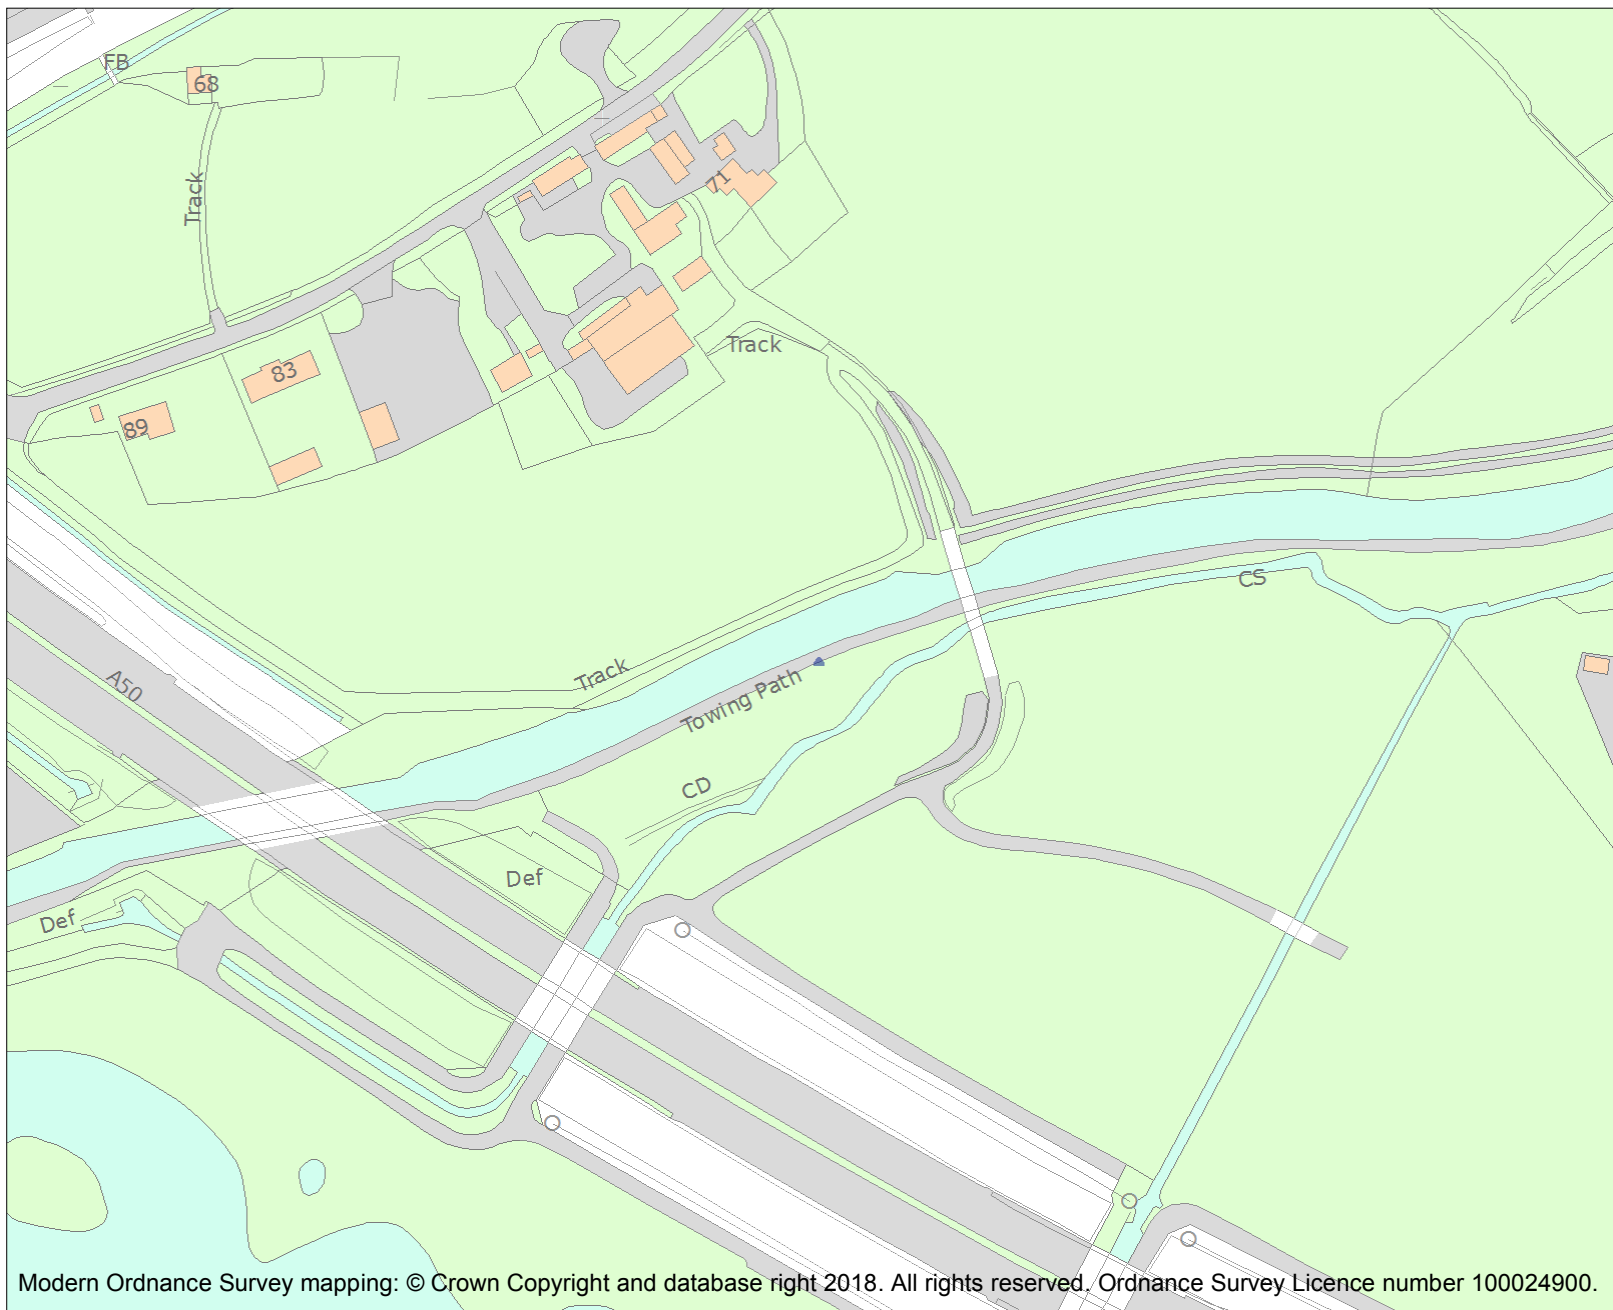 FB
68
Track
71
Track
83
89
CS
Track
A50
Towing Path
CD
Def
Def
Modern Ordnance Survey mapping: © Crown Copyright and database right 2018. All rights reserved. Ordnance Survey Licence number 100024900.